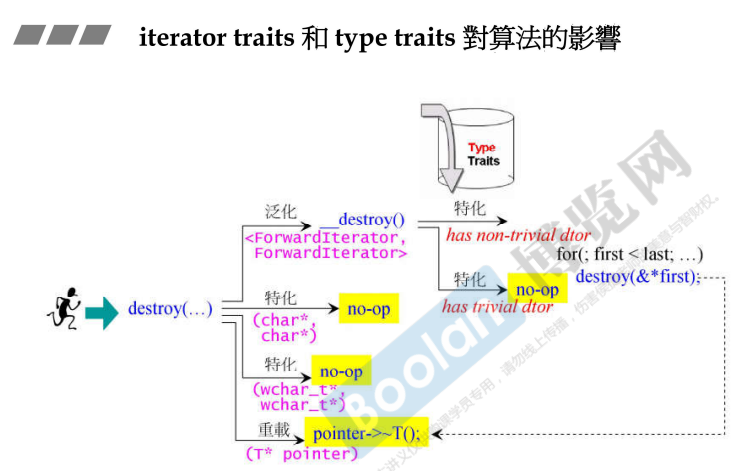 iterator traits 和 type traits 對算法的影響
Type
Traits
泛化
__destroy()
<ForwardIterator,
ForwardIterator>
特化
has non-trivial dtor
for(; first < last; …)
destroy(&*first);
特化
no-op
has trivial dtor
destroy(…)
特化
no-op
(char*,
char*)
特化
no-op
(wchar_t*,
wchar_t*)
重載
pointer->~T();
(T* pointer)
Boolan
博览网